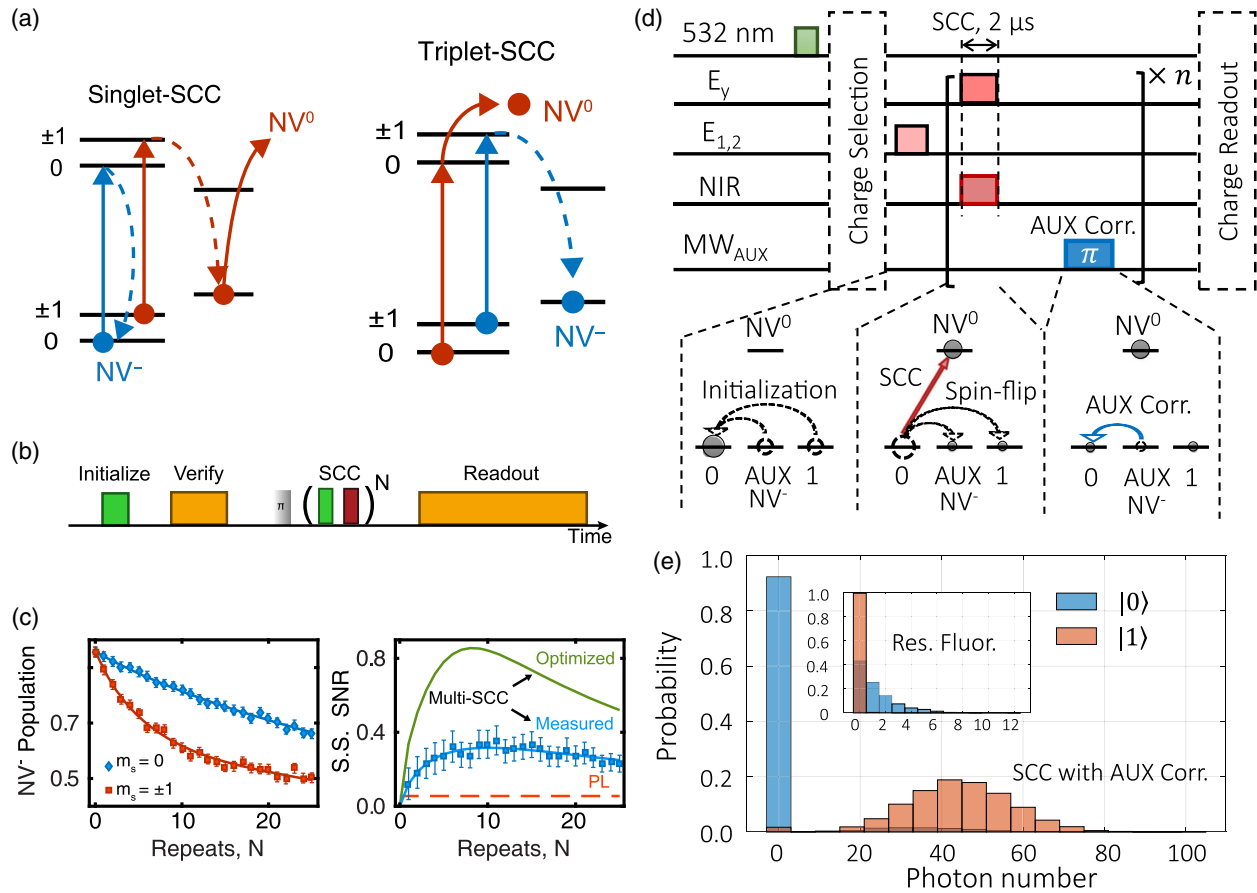 (a)
Singlet-SCC
±1
0
NV⁰
±1
0
NV⁻
Triplet-SCC
NV⁰
±1
0
±1
0
NV⁻
(b)
Initialize
Verify
π
( SCC )ᴺ
Readout
Time
(c)
NV⁻ Population
0.7
0.5
mₛ = 0
mₛ = ±1
0 10 20
Repeats, N
S.S. SNR
0.8
0.4
0.0
Optimized
Multi-SCC
Measured
PL
0 10 20
Repeats, N
(d)
532 nm
E_y
E_1,2
NIR
MW_AUX
Charge Selection
SCC, 2 μs
× n
AUX Corr.
π
Charge Readout
NV⁰
Initialization
0 AUX 1
NV⁻
NV⁰
SCC
Spin-flip
0 AUX 1
NV⁻
NV⁰
AUX Corr.
0 AUX 1
NV⁻
(e)
Probability
1.0
0.8
0.6
0.4
0.2
0.0
1.0
0.8
0.6
0.4
0.2
0
Res. Fluor.
0 2 4 6 8 10 12
|0⟩
|1⟩
SCC with AUX Corr.
0 20 40 60 80 100
Photon number